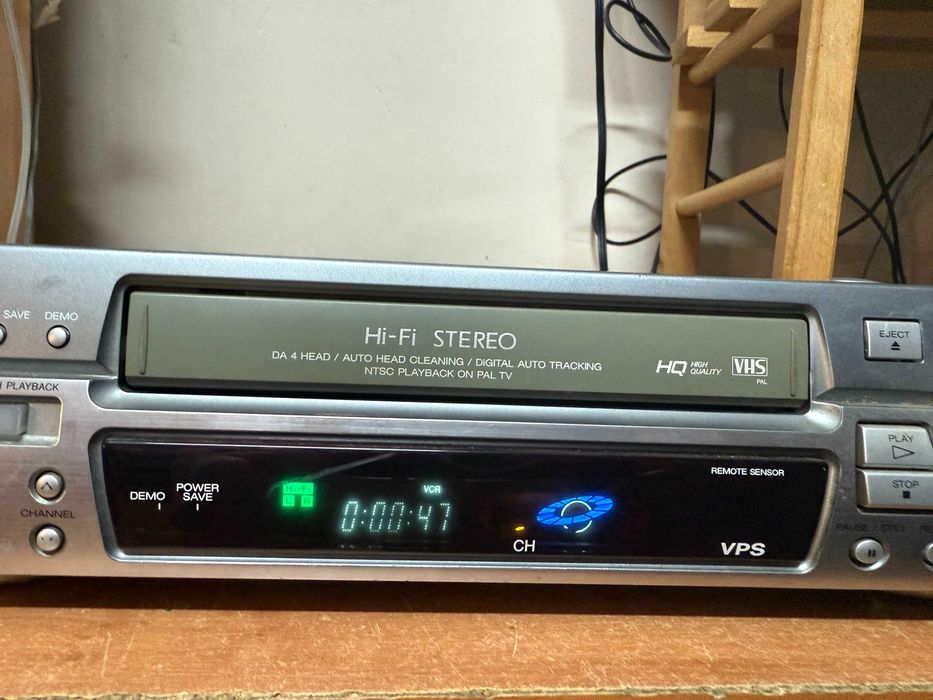 SAVE DEMO
Hi-Fi STEREO
DA 4 HEAD / AUTO HEAD CLEANING / DIGITAL AUTO TRACKING
NTSC PLAYBACK ON PAL TV
HQ HIGH QUALITY
VHS
PAL
EJECT
PLAYBACK
PLAY
STOP
REMOTE SENSOR
DEMO
POWER
SAVE
HI-FI
L R
VCR
0:00:47
CH
VPS
CHANNEL
PAUSE / STILL